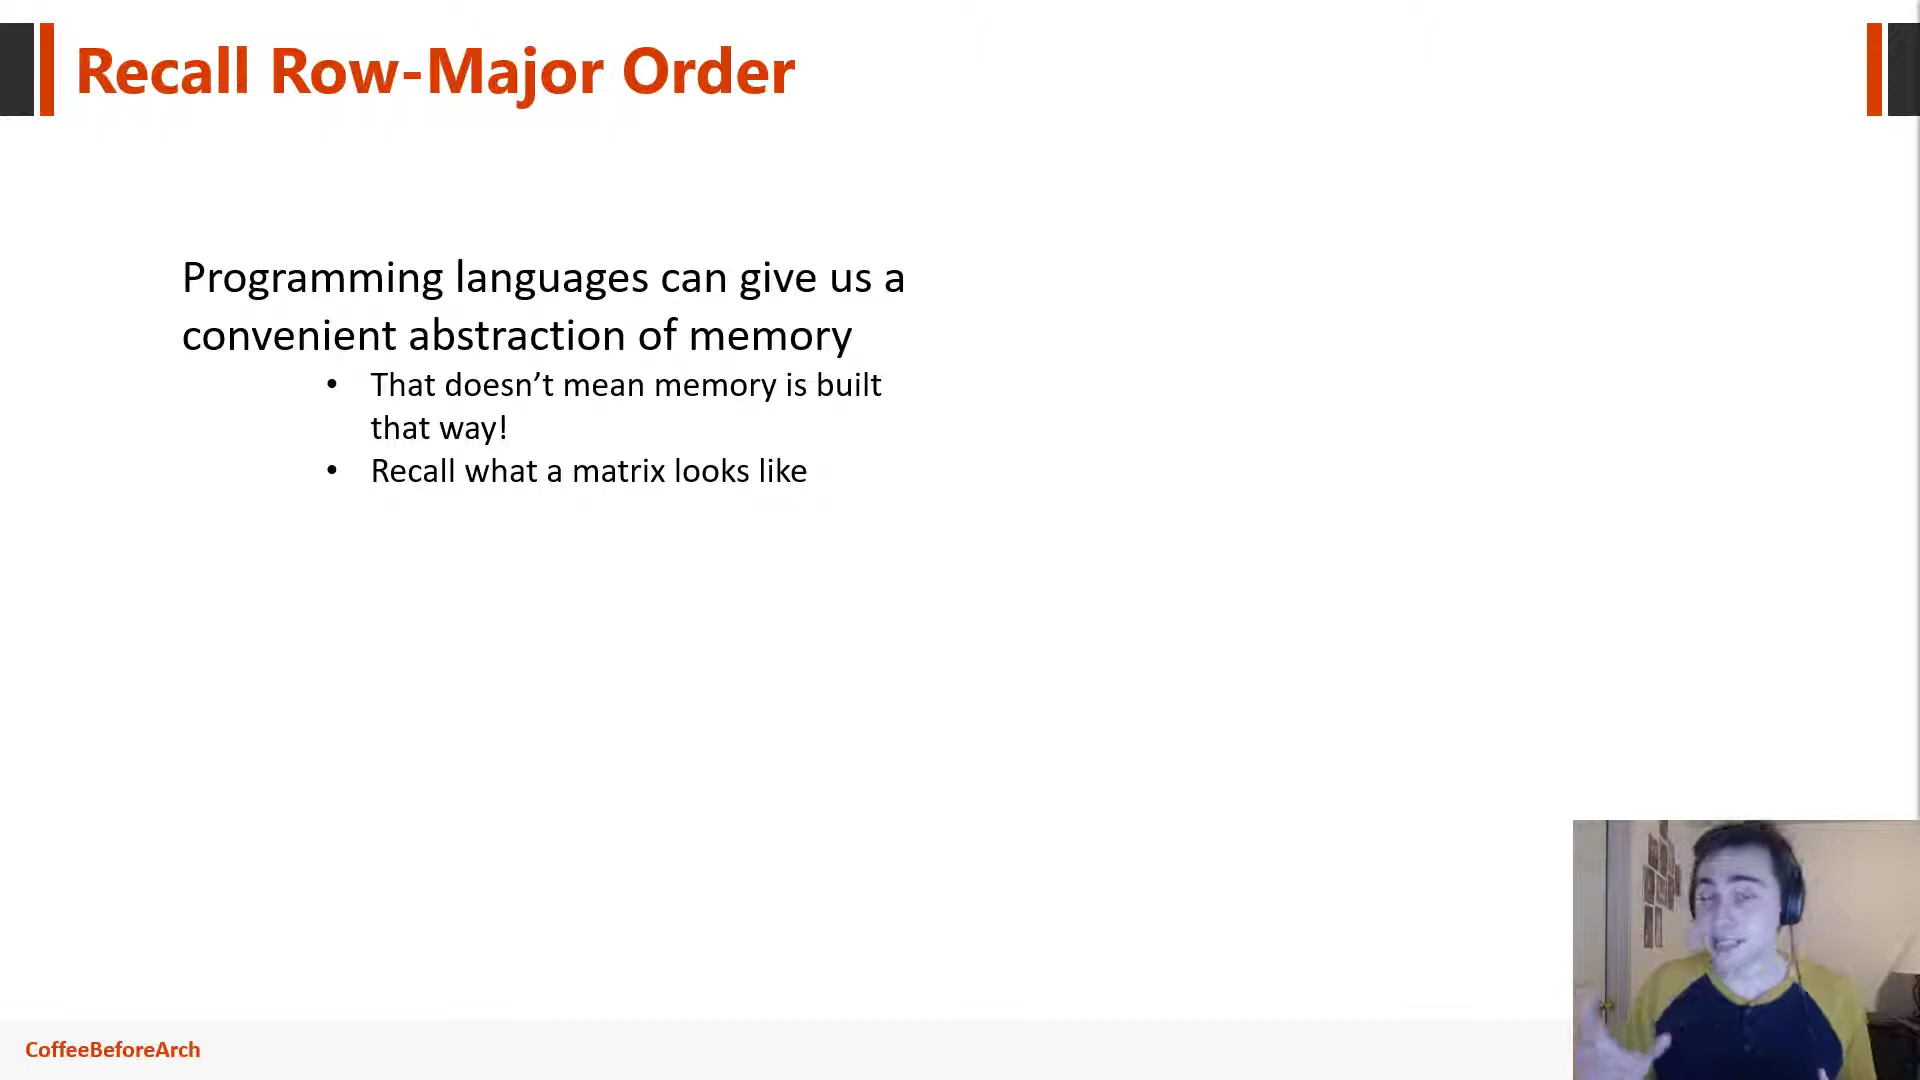 Recall Row-Major Order
Programming languages can give us a
convenient abstraction of memory
• That doesn’t mean memory is built
that way!
• Recall what a matrix looks like
CoffeeBeforeArch